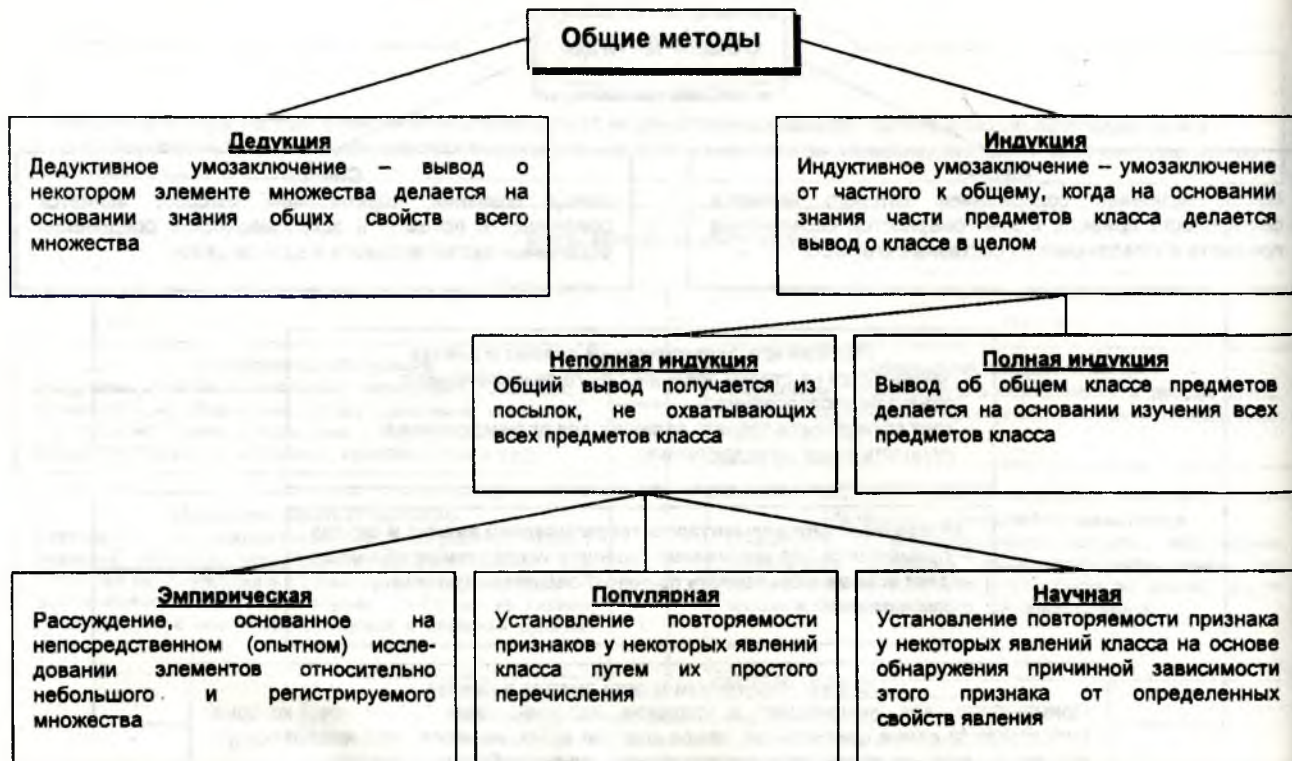 Общие методы
Дедукция
Дедуктивное умозаключение – вывод о
некотором элементе множества делается на
основании знания общих свойств всего
множества
Индукция
Индуктивное умозаключение – умозаключение
от частного к общему, когда на основании
знания части предметов класса делается
вывод о классе в целом
Неполная индукция
Общий вывод получается из
посылок, не охватывающих
всех предметов класса
Полная индукция
Вывод об общем классе предметов
делается на основании изучения всех
предметов класса
Эмпирическая
Рассуждение, основанное на
непосредственном (опытном) иссле-
довании элементов относительно
небольшого и регистрируемого
множества
Популярная
Установление повторяемости
признаков у некоторых явлений
класса путем их простого
перечисления
Научная
Установление повторяемости признака
у некоторых явлений класса на основе
обнаружения причинной зависимости
этого признака от определенных
свойств явления